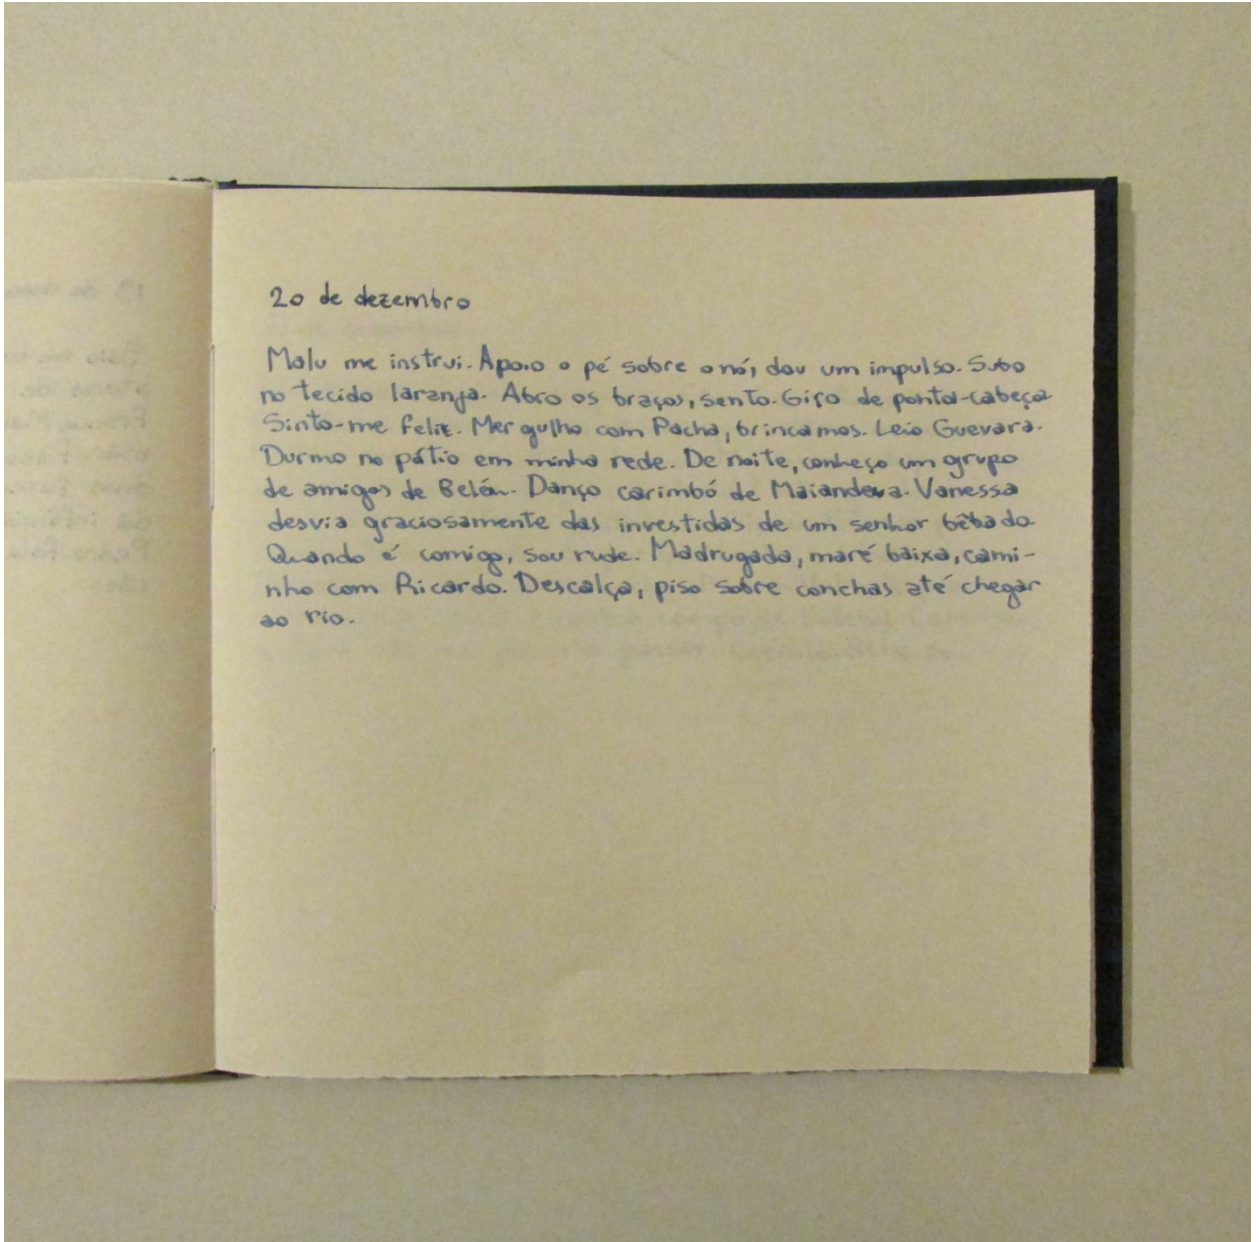 20 de dezembro
Malu me instrui. Apoio o pé sobre o nó, dou um impulso. Subo
no tecido laranja. Abro os braços, sento. Giro de ponta-cabeça
Sinto-me feliz. Mergulho com Pacha, brincamos. Leio Guevara.
Durmo no pátio em minha rede. De noite, conheço um grupo
de amigos de Belém. Danço carimbó de Maiandeua. Vanessa
desvia graciosamente das investidas de um senhor bêbado.
Quando é comigo, sou rude. Madrugada, maré baixa, cami-
nho com Ricardo. Descalça, piso sobre conchas até chegar
ao rio.